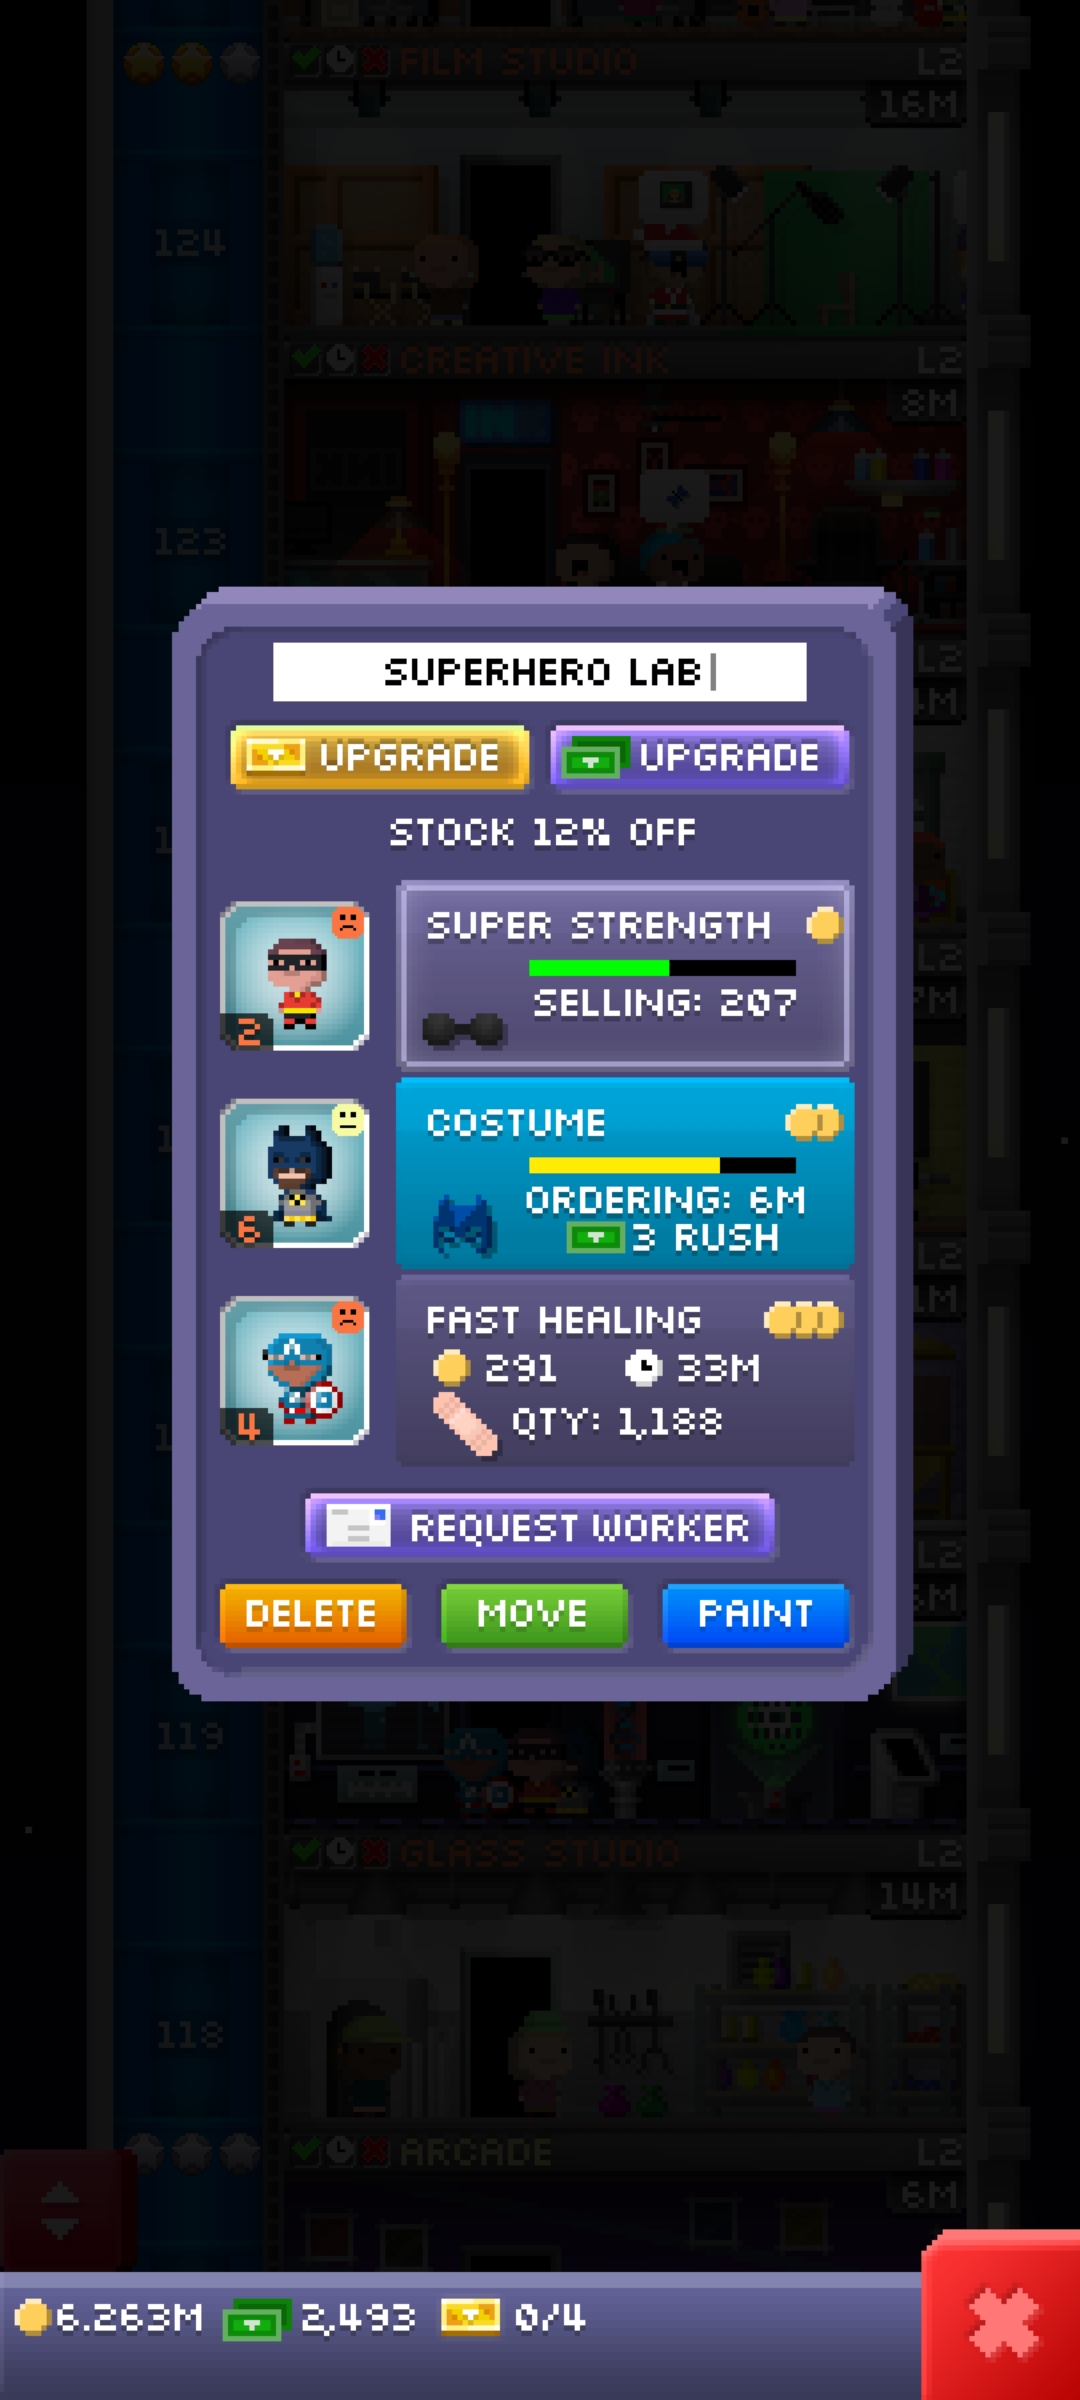 FILM STUDIO L2
16M
124
CREATIVE INK L2
8M
INK
123
L2
SUPERHERO LAB
UPGRADE UPGRADE
STOCK 12% OFF
SUPER STRENGTH
SELLING: 207
2
COSTUME
ORDERING: 6M
3 RUSH
6
FAST HEALING
291 33M
QTY: 1,188
4
REQUEST WORKER
DELETE MOVE PAINT
119
GLASS STUDIO L2
14M
118
ARCADE L2
6M
6.263M 2,493 0/4